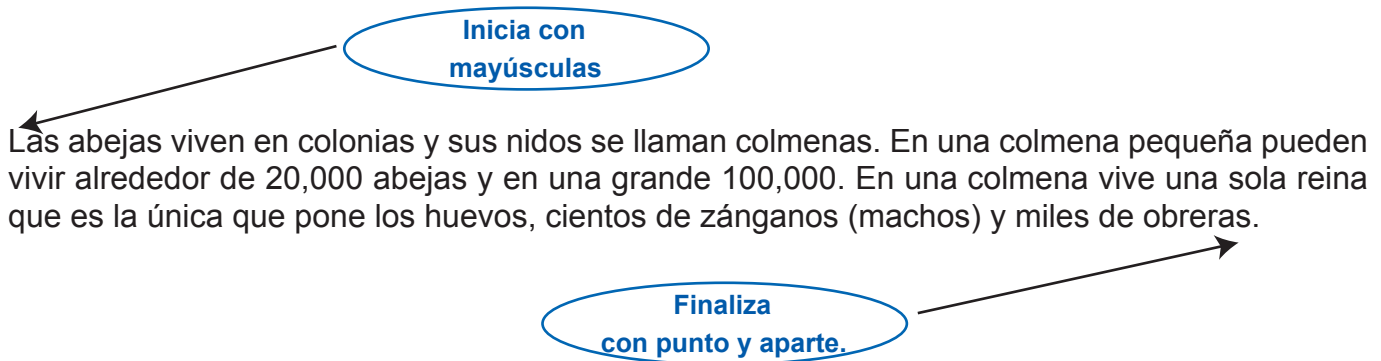 Inicia con
mayúsculas
Las abejas viven en colonias y sus nidos se llaman colmenas. En una colmena pequeña pueden
vivir alrededor de 20,000 abejas y en una grande 100,000. En una colmena vive una sola reina
que es la única que pone los huevos, cientos de zánganos (machos) y miles de obreras.
Finaliza
con punto y aparte.